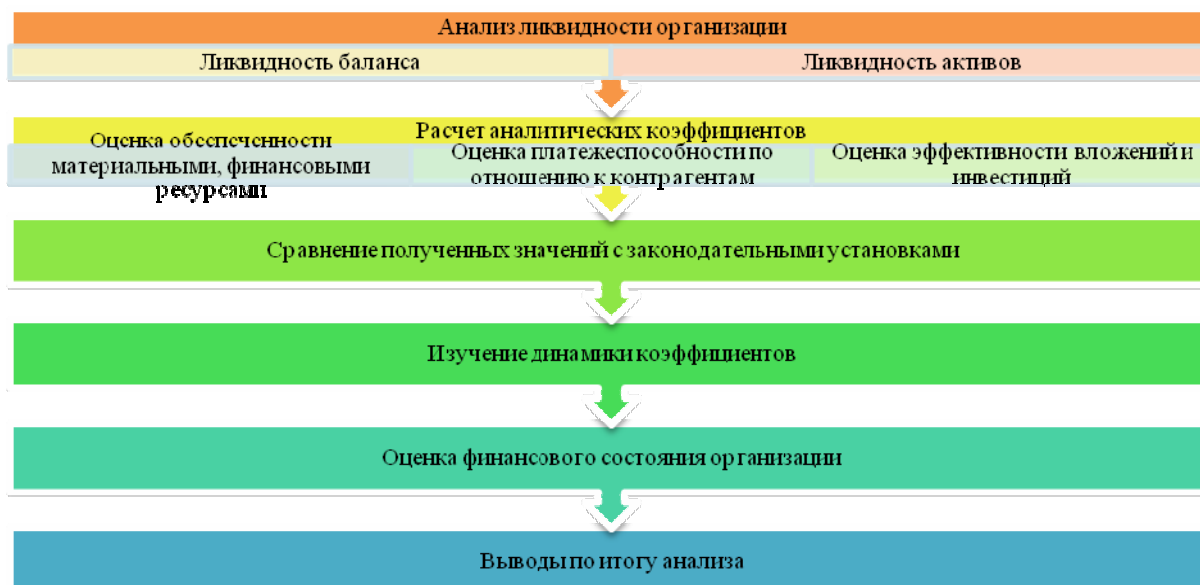 Анализ ликвидности организации
Ликвидность баланса
Ликвидность активов
Расчет аналитических коэффициентов
Оценка обеспеченности
материальными, финансовыми
ресурсами
Оценка платежеспособности по
отношению к контрагентам
Оценка эффективности вложений и
инвестиций
Сравнение полученных значений с законодательными установками
Изучение динамики коэффициентов
Оценка финансового состояния организации
Выводы по итогу анализа